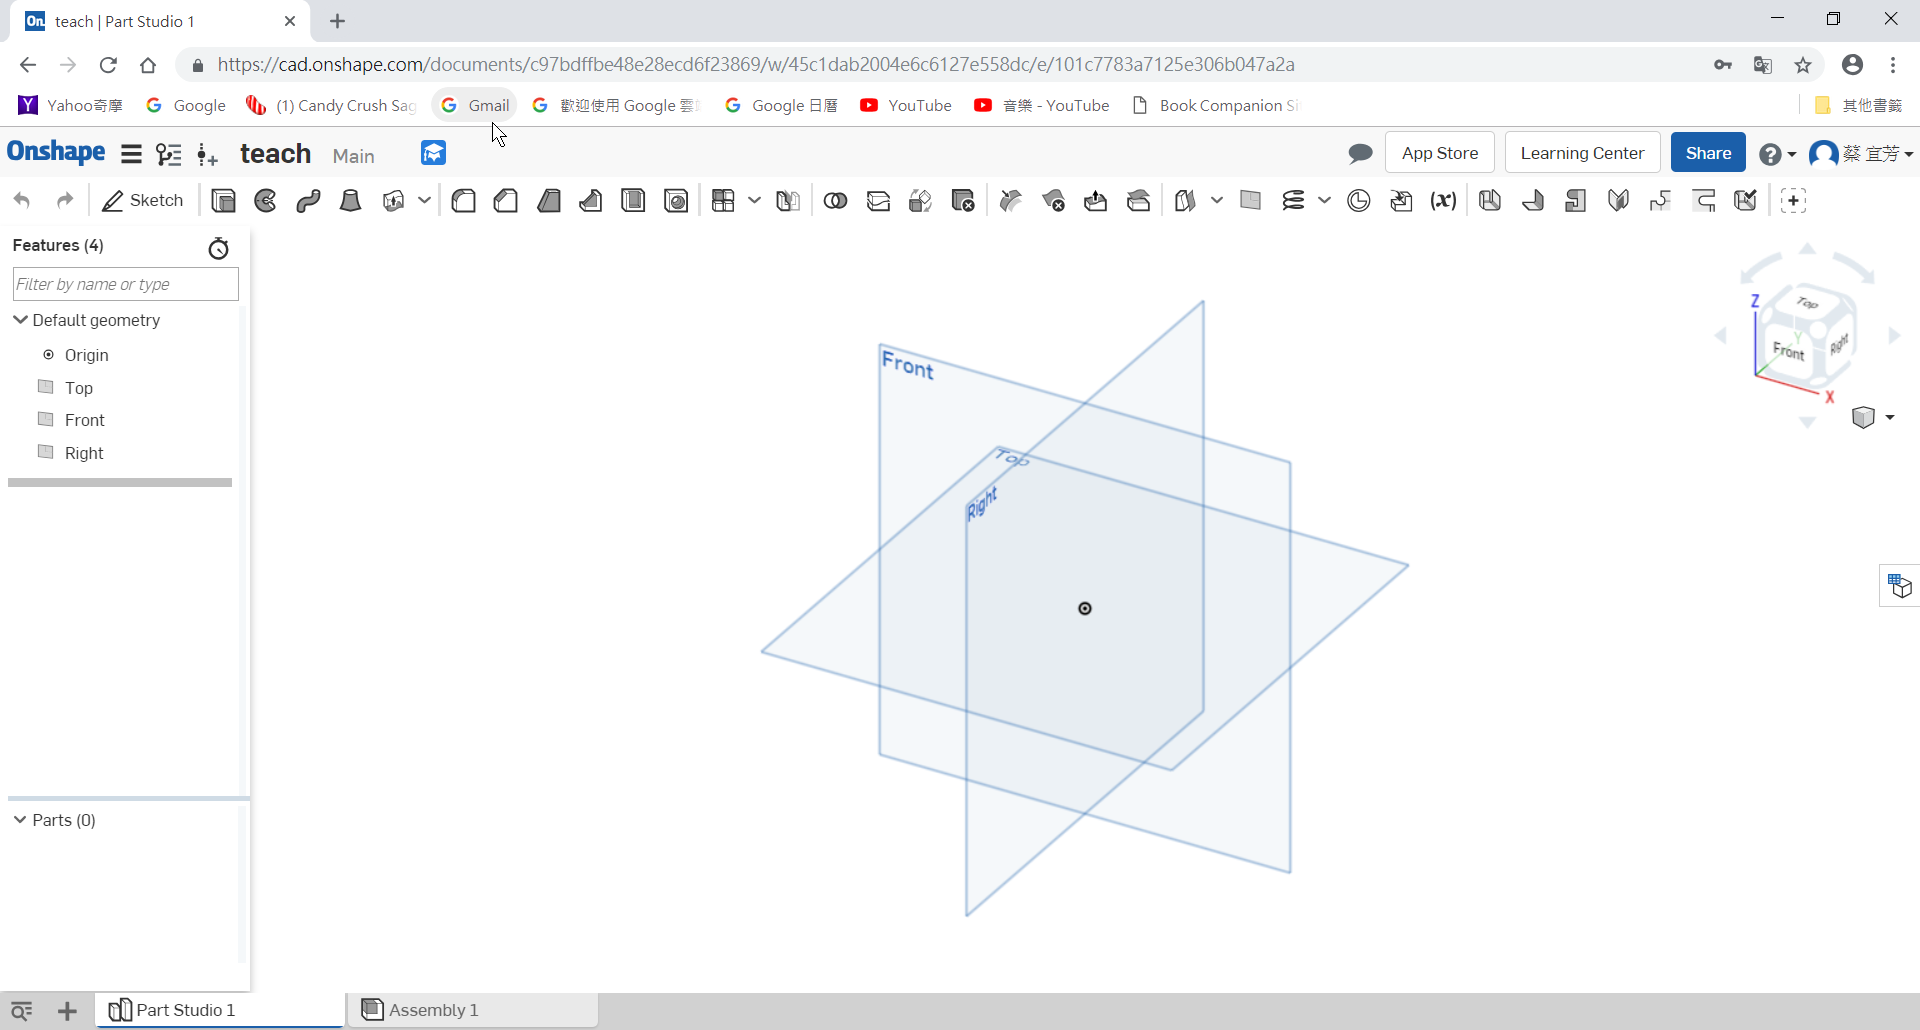 teach | Part Studio 1
https://cad.onshape.com/documents/c97bdffbe48e28ecd6f23869/w/45c1dab2004e6c6127e558dc/e/101c7783a7125e306b047a2a
Yahoo奇摩 Google (1) Candy Crush Sag Gmail 歡迎使用 Google 雲 Google 日曆 YouTube 音樂 - YouTube Book Companion Si 其他書籤
Onshape teach Main App Store Learning Center Share 蔡 宜芳
Sketch (x)
Features (4)
Filter by name or type
Default geometry
Origin
Top
Front
Right
Parts (0)
Front
Top
Right
Z
Top
Y
Front
Right
X
Part Studio 1 Assembly 1